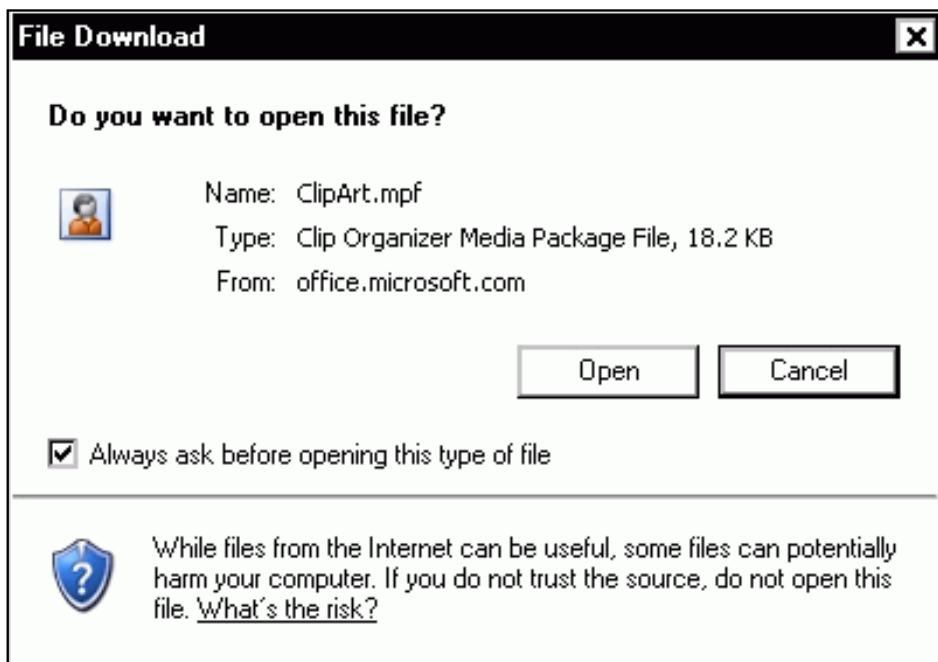 File Download
Do you want to open this file?
Name: ClipArt.mpf
Type: Clip Organizer Media Package File, 18.2 KB
From: office.microsoft.com
Open Cancel
Always ask before opening this type of file
While files from the Internet can be useful, some files can potentially
harm your computer. If you do not trust the source, do not open this
file. What's the risk?